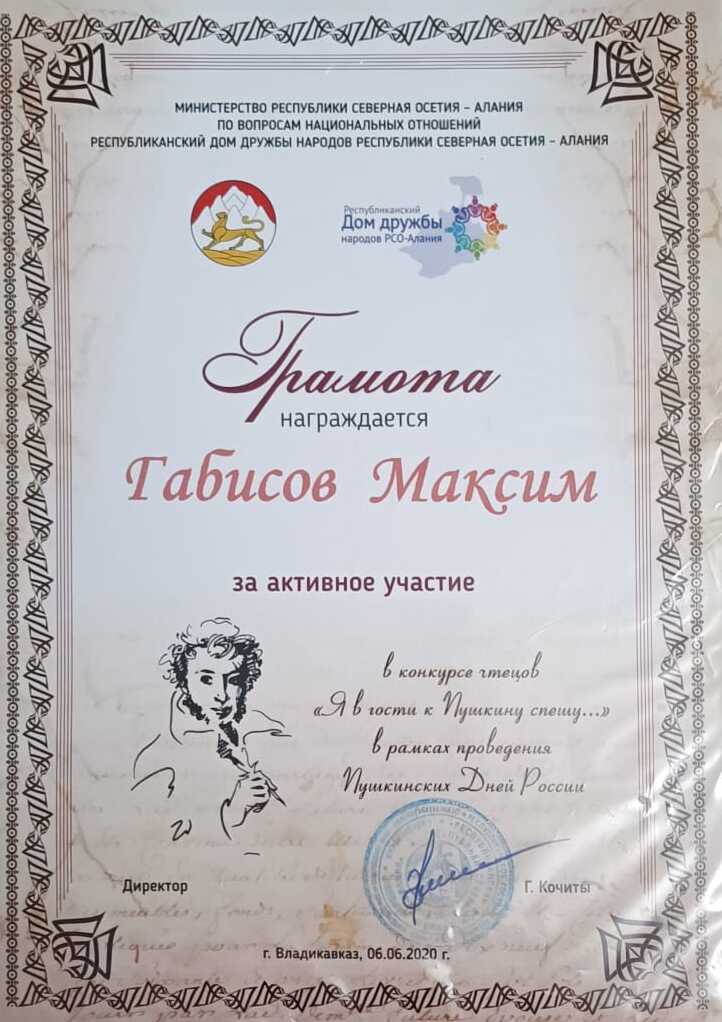 МИНИСТЕРСТВО РЕСПУБЛИКИ СЕВЕРНАЯ ОСЕТИЯ – АЛАНИЯ
ПО ВОПРОСАМ НАЦИОНАЛЬНЫХ ОТНОШЕНИЙ
РЕСПУБЛИКАНСКИЙ ДОМ ДРУЖБЫ НАРОДОВ РЕСПУБЛИКИ СЕВЕРНАЯ ОСЕТИЯ – АЛАНИЯ
Республиканский
Дом дружбы
народов РСО-Алания
Грамота
награждается
Габисов Максим
за активное участие
в конкурсе чтецов
«Я в гости к Пушкину спешу...»
в рамках проведения
Пушкинских Дней России
Директор
Г. Кочиты
г. Владикавказ, 06.06.2020 г.